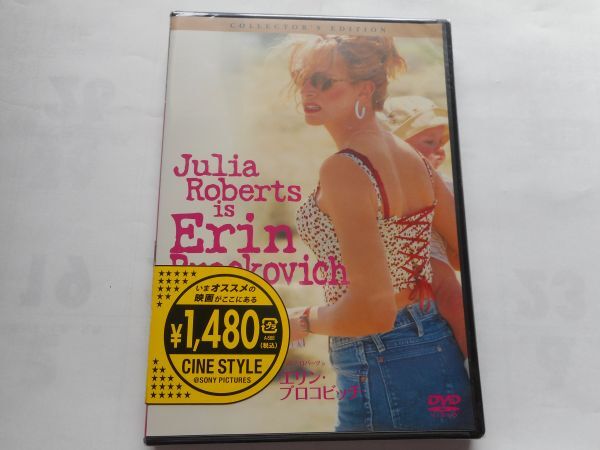 COLLECTOR'S EDITION
Julia
Roberts
is
Erin
Brockovich
いまオススメの
映画がここにある
¥1,480
(税込)
CINE STYLE
@SONY PICTURES
エリン・
ブロコビッチ
DVD
VIDEO